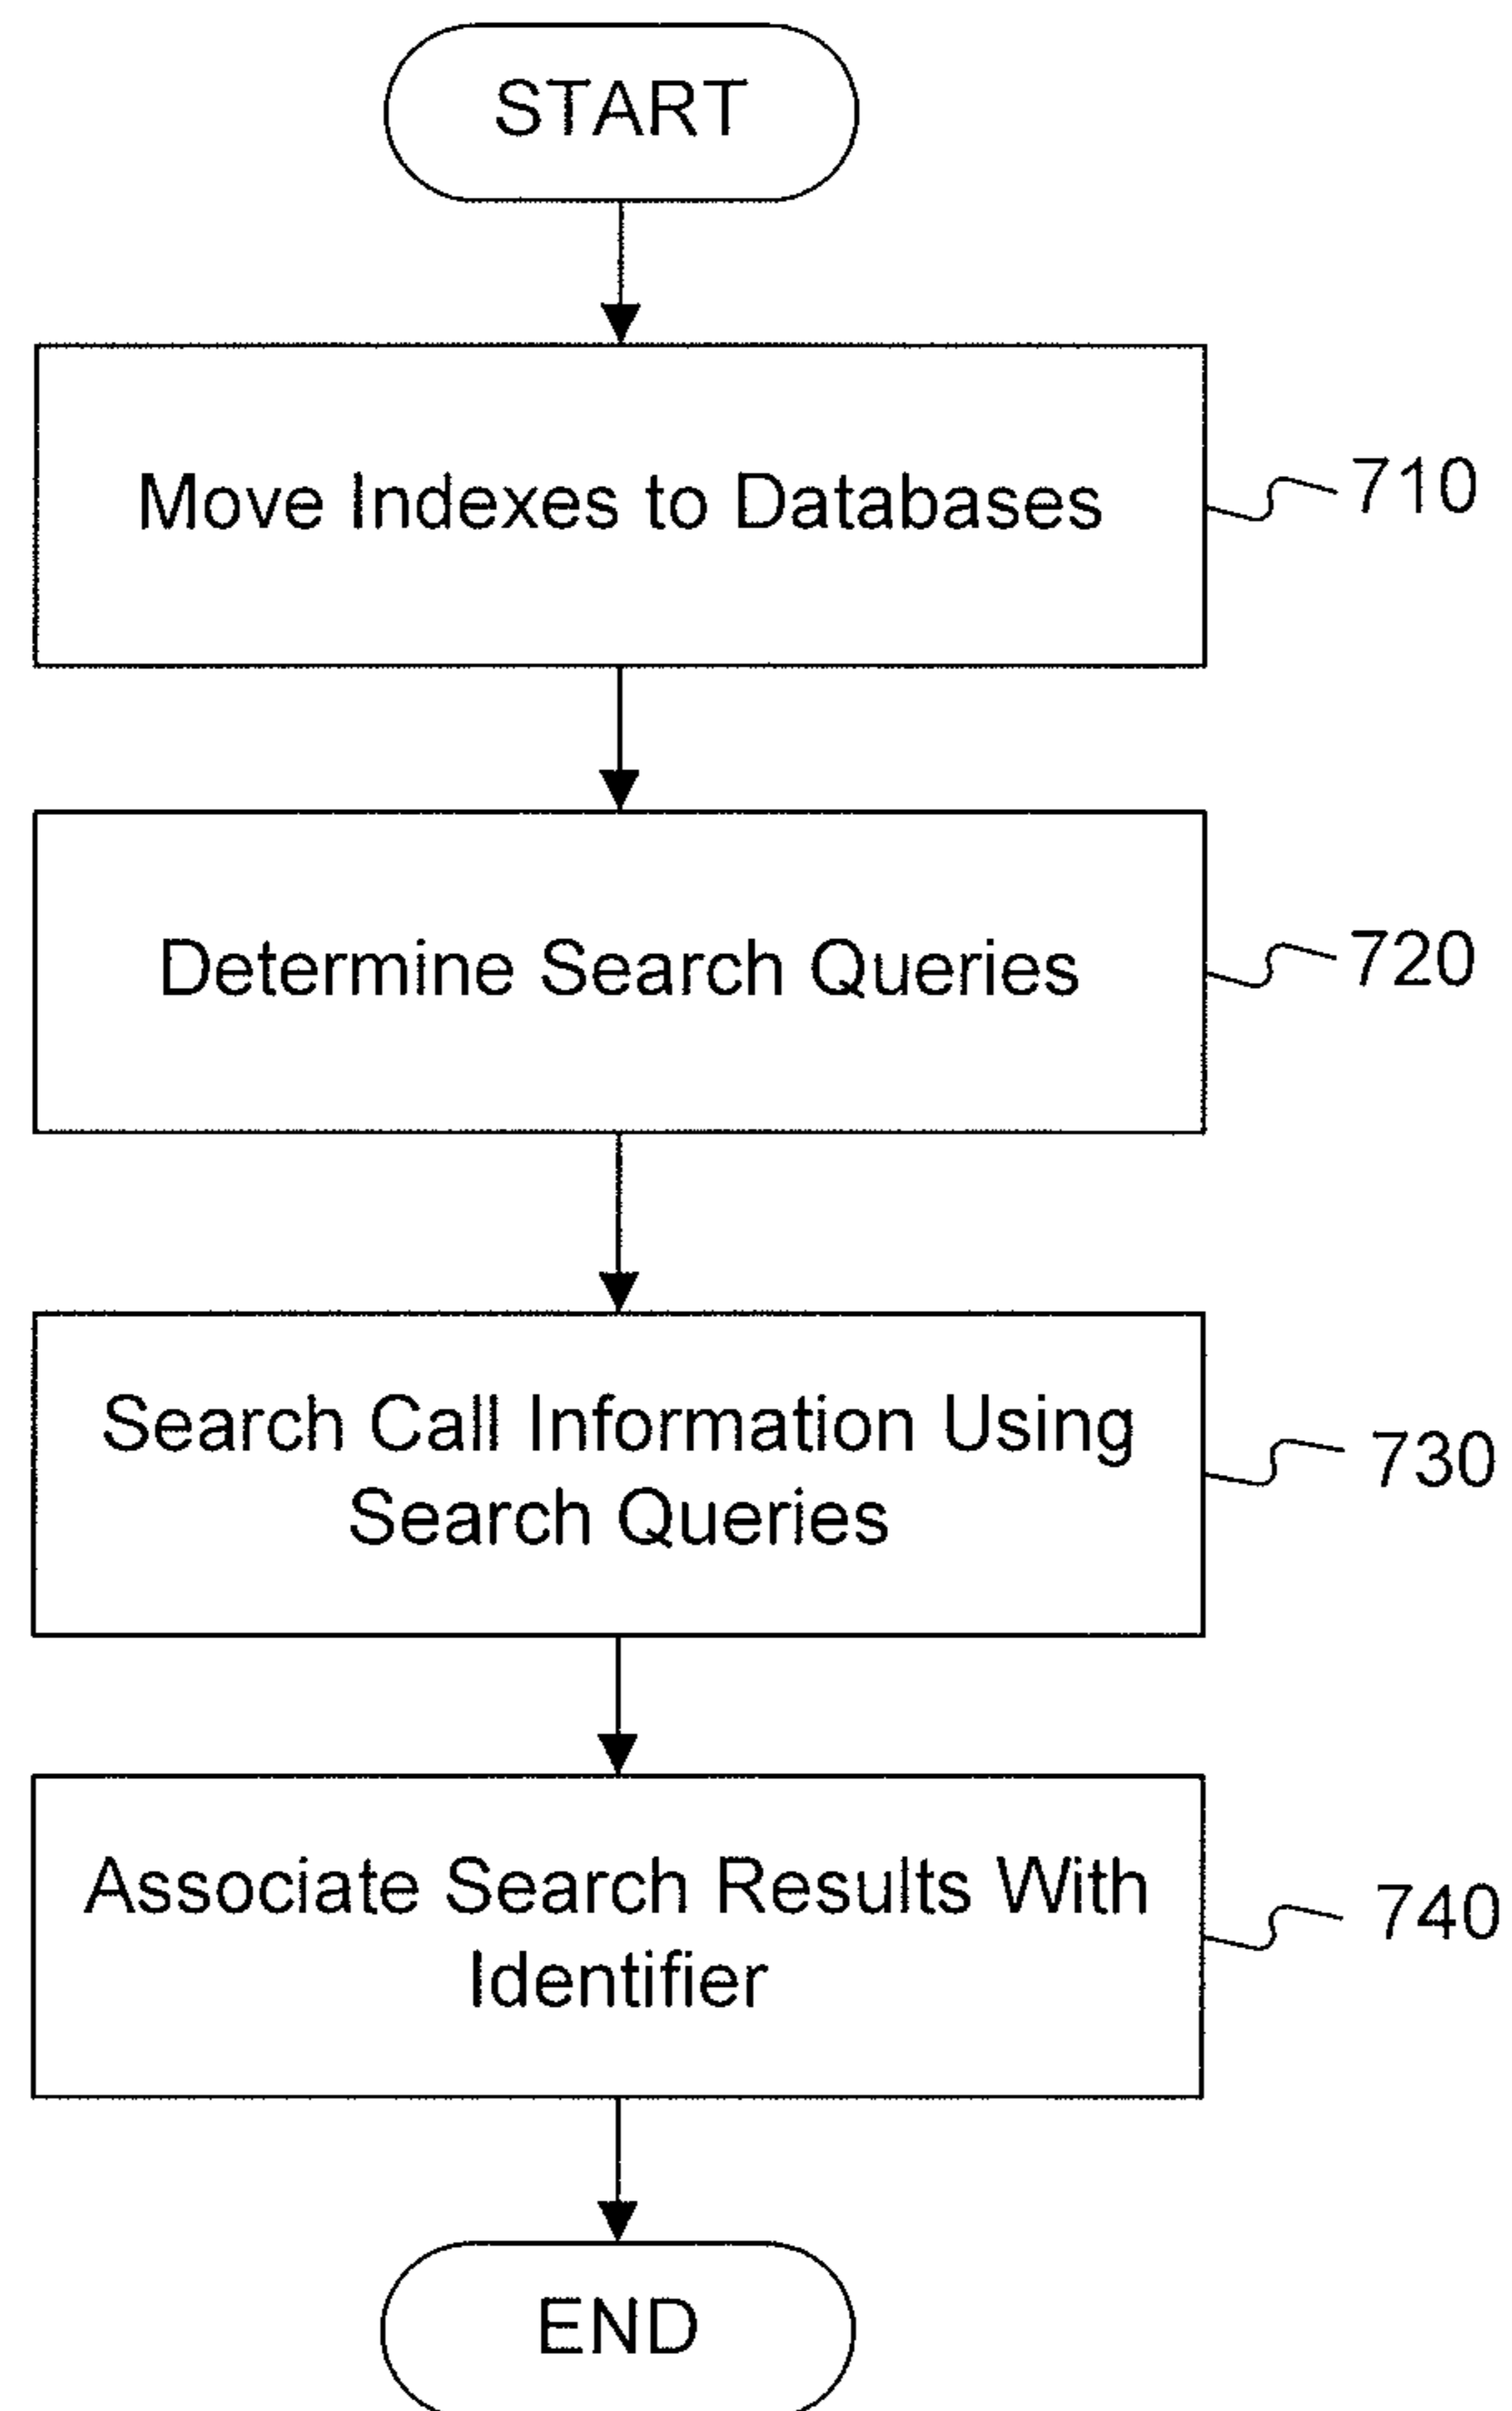 START
Move Indexes to Databases
710
Determine Search Queries
720
Search Call Information Using
Search Queries
730
Associate Search Results With
Identifier
740
END